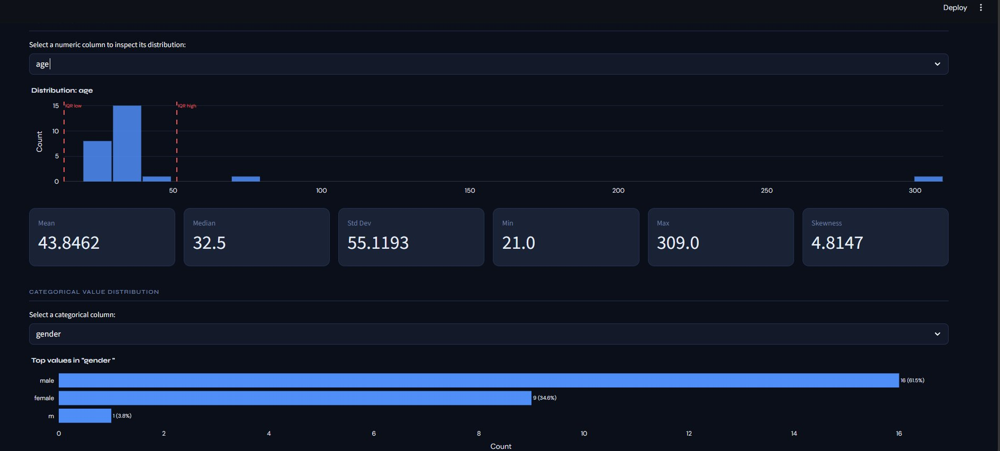 Deploy
Select a numeric column to inspect its distribution:
age
Distribution: age
15
IQR low
IQR high
10
5
0
Count
50 100 150 200 250 300
Mean Median Std Dev Min Max Skewness
43.8462 32.5 55.1193 21.0 309.0 4.8147
CATEGORICAL VALUE DISTRIBUTION
Select a categorical column:
gender
Top values in "gender "
male 16 (61.5%)
female 9 (34.6%)
m 1 (3.8%)
0 2 4 6 8 10 12 14 16
Count